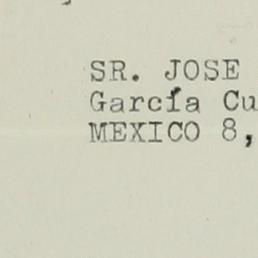 SR. JOSE
García Cu
MEXICO 8,